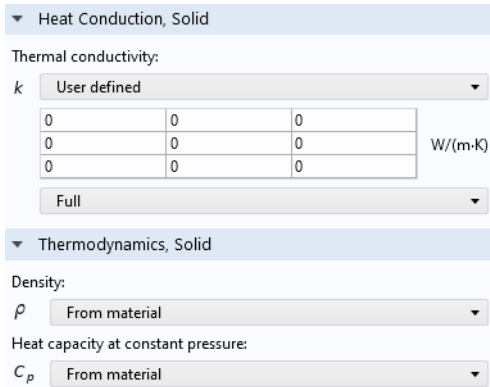 Heat Conduction, Solid
Thermal conductivity:
k User defined
0 0 0
0 0 0 W/(m·K)
0 0 0
Full
Thermodynamics, Solid
Density:
ρ From material
Heat capacity at constant pressure:
Cp From material